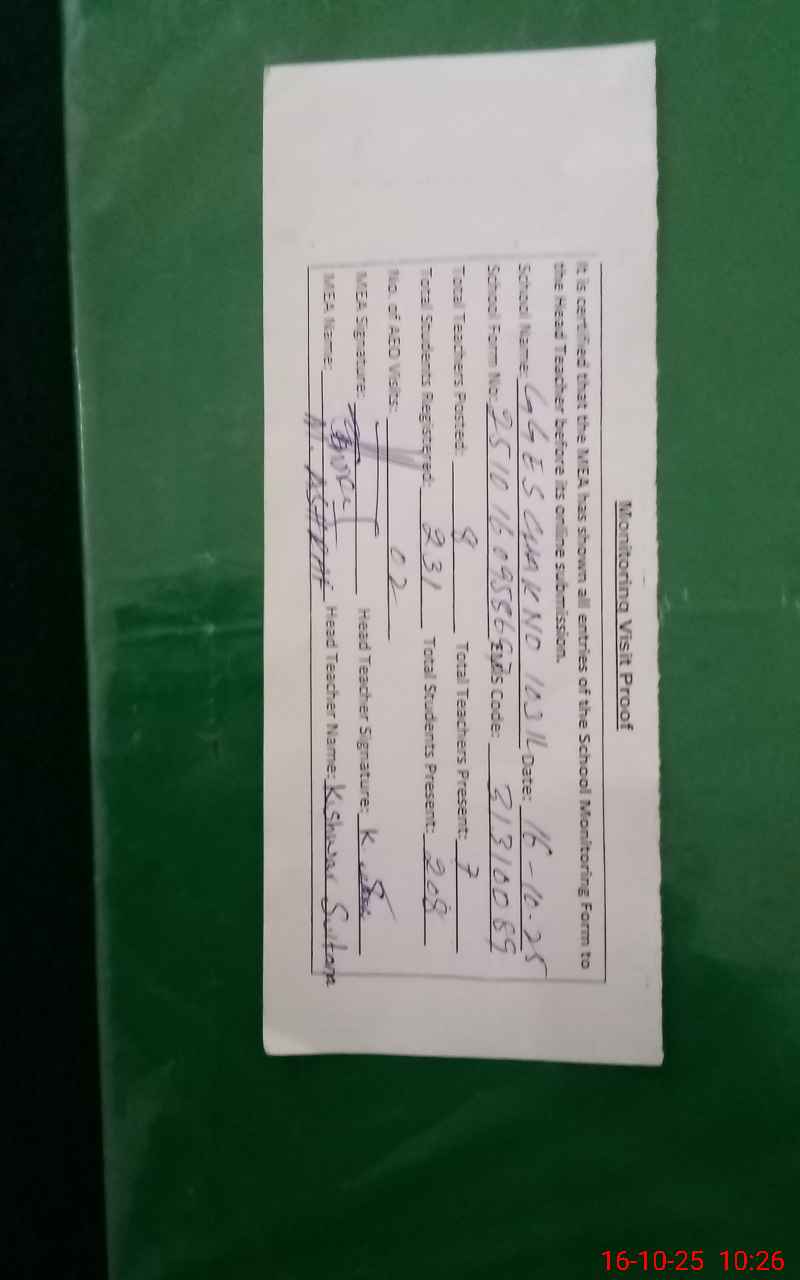 Monitoring Visit Proof
It is certified that the MEA has shown all entries of the School Monitoring Form to
the Head Teacher before its online submission.
School Name: GGES CHAK NO 103 1L Date: 16-10-25
School Form No: EMIS Code: 31310089
Total Teachers Posted: 8 Total Teachers Present: 7
Total Students Registered: 231 Total Students Present: 208
No. of AEO Visits: 02
MEA Signature: Head Teacher Signature:
MEA Name: M. ASHRAF Head Teacher Name: Kishwar Sultana
16-10-25 10:26